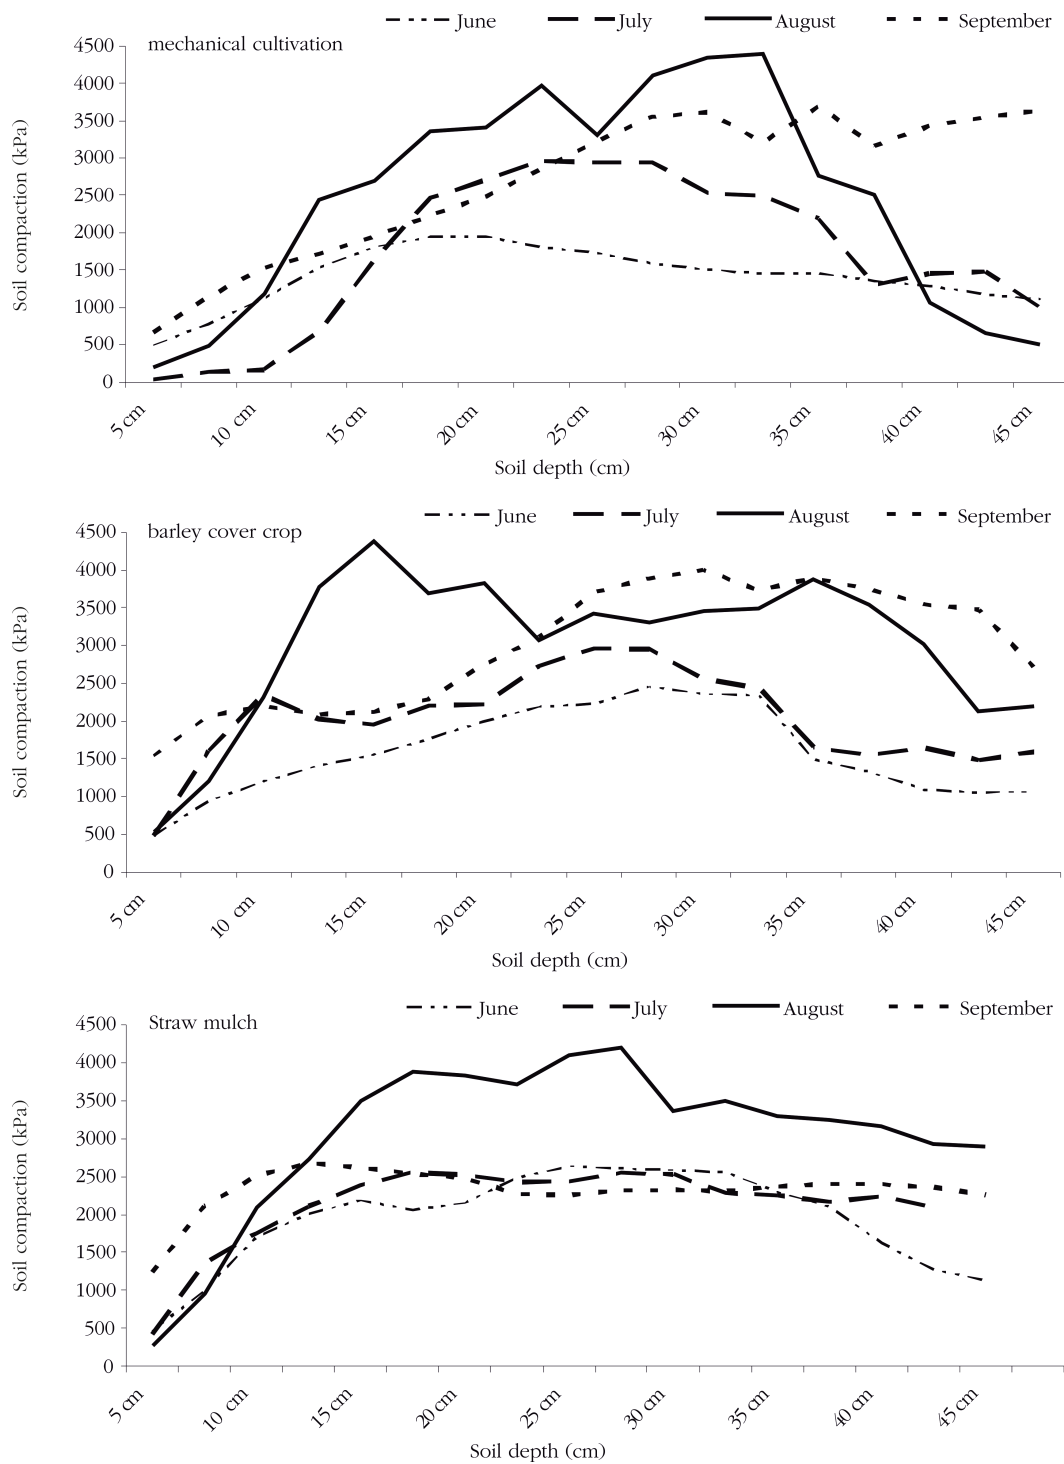 June July August September
mechanical cultivation
4500
4000
3500
3000
2500
2000
1500
1000
500
0
Soil compaction (kPa)
5 cm 10 cm 15 cm 20 cm 25 cm 30 cm 35 cm 40 cm 45 cm
Soil depth (cm)
June July August September
barley cover crop
4500
4000
3500
3000
2500
2000
1500
1000
500
0
Soil compaction (kPa)
5 cm 10 cm 15 cm 20 cm 25 cm 30 cm 35 cm 40 cm 45 cm
Soil depth (cm)
June July August September
Straw mulch
4500
4000
3500
3000
2500
2000
1500
1000
500
0
Soil compaction (kPa)
5 cm 10 cm 15 cm 20 cm 25 cm 30 cm 35 cm 40 cm 45 cm
Soil depth (cm)